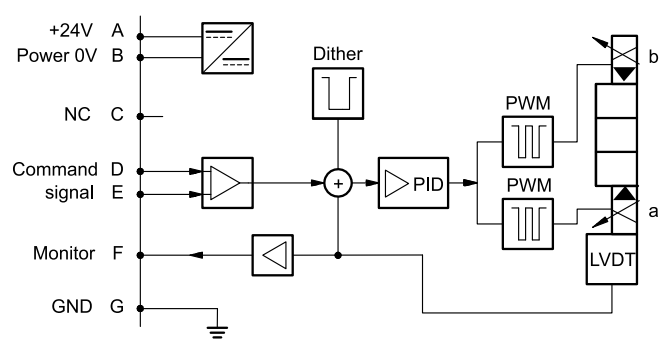 +24V A
Power 0V B
Dither
b
NC C
PWM
Command D
signal E
+
PID
PWM
a
Monitor F
LVDT
GND G